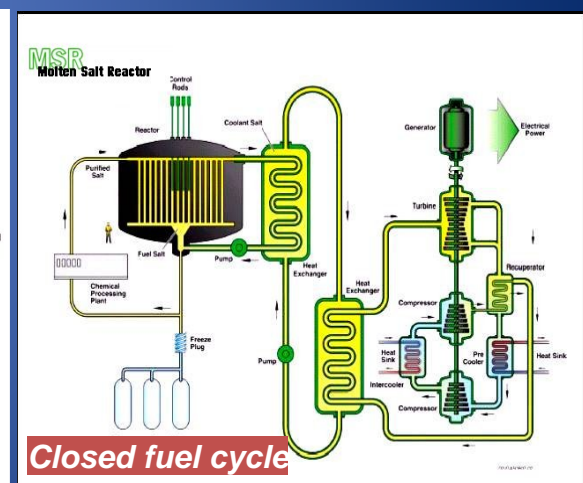 MSR
Molten Salt Reactor
Control
Rods
Reactor
Coolant Salt
Purified
Salt
Fuel Salt
Pump
Heat
Exchanger
Chemical
Processing
Plant
Freeze
Plug
Pump
Heat
Exchanger
Generator
Electrical
Power
Turbine
Recuperator
Compressor
Heat
Sink
Pre
Cooler
Heat Sink
Intercooler
Compressor
Closed fuel cycle